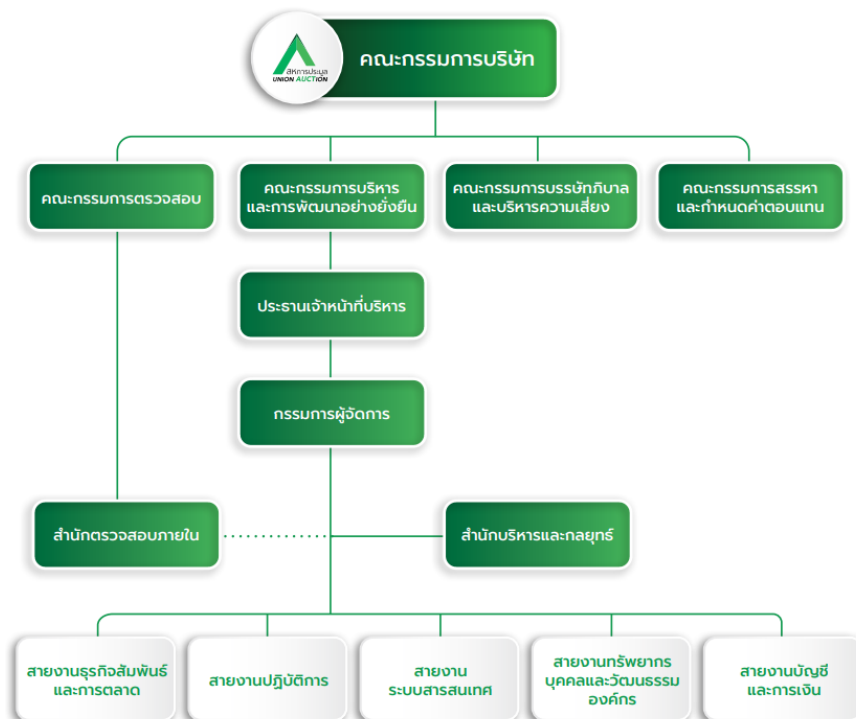 สหการประมูล
UNION AUCTION
คณะกรรมการบริษัท
คณะกรรมการตรวจสอบ
คณะกรรมการบริหาร
และการพัฒนาอย่างยั่งยืน
คณะกรรมการบรรษัทภิบาล
และบริหารความเสี่ยง
คณะกรรมการสรรหา
และกำหนดค่าตอบแทน
ประธานเจ้าหน้าที่บริหาร
กรรมการผู้จัดการ
สำนักตรวจสอบภายใน
สำนักบริหารและกลยุทธ์
สายงานธุรกิจสัมพันธ์
และการตลาด
สายงานปฏิบัติการ
สายงาน
ระบบสารสนเทศ
สายงานทรัพยากร
บุคคลและวัฒนธรรม
องค์กร
สายงานบัญชี
และการเงิน